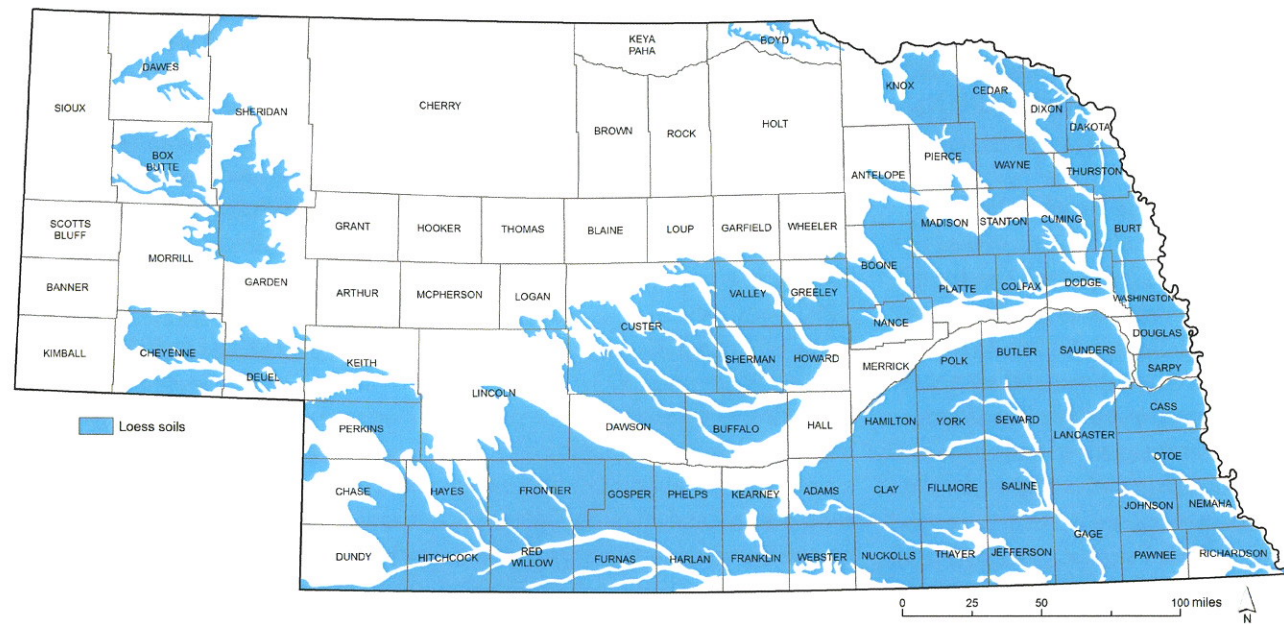 KEYA
PAHA
BOYD
DAWES
SIOUX
SHERIDAN
CHERRY
KNOX
CEDAR
DIXON
DAKOTA
BROWN
ROCK
HOLT
BOX
BUTTE
PIERCE
WAYNE
THURSTON
ANTELOPE
SCOTTS
BLUFF
GRANT
HOOKER
THOMAS
BLAINE
LOUP
GARFIELD
WHEELER
MADISON
STANTON
CUMING
BURT
MORRILL
GARDEN
BOONE
BANNER
ARTHUR
MCPHERSON
LOGAN
VALLEY
GREELEY
PLATTE
COLFAX
DODGE
WASHINGTON
CUSTER
NANCE
KIMBALL
CHEYENNE
DEUEL
KEITH
SHERMAN
HOWARD
MERRICK
POLK
BUTLER
SAUNDERS
DOUGLAS
SARPY
LINCOLN
Loess soils
PERKINS
DAWSON
BUFFALO
HALL
HAMILTON
YORK
SEWARD
LANCASTER
CASS
OTOE
CHASE
HAYES
FRONTIER
GOSPER
PHELPS
KEARNEY
ADAMS
CLAY
FILLMORE
SALINE
JOHNSON
NEMAHA
GAGE
DUNDY
HITCHCOCK
RED
WILLOW
FURNAS
HARLAN
FRANKLIN
WEBSTER
NUCKOLLS
THAYER
JEFFERSON
PAWNEE
RICHARDSON
0 25 50 100 miles
N